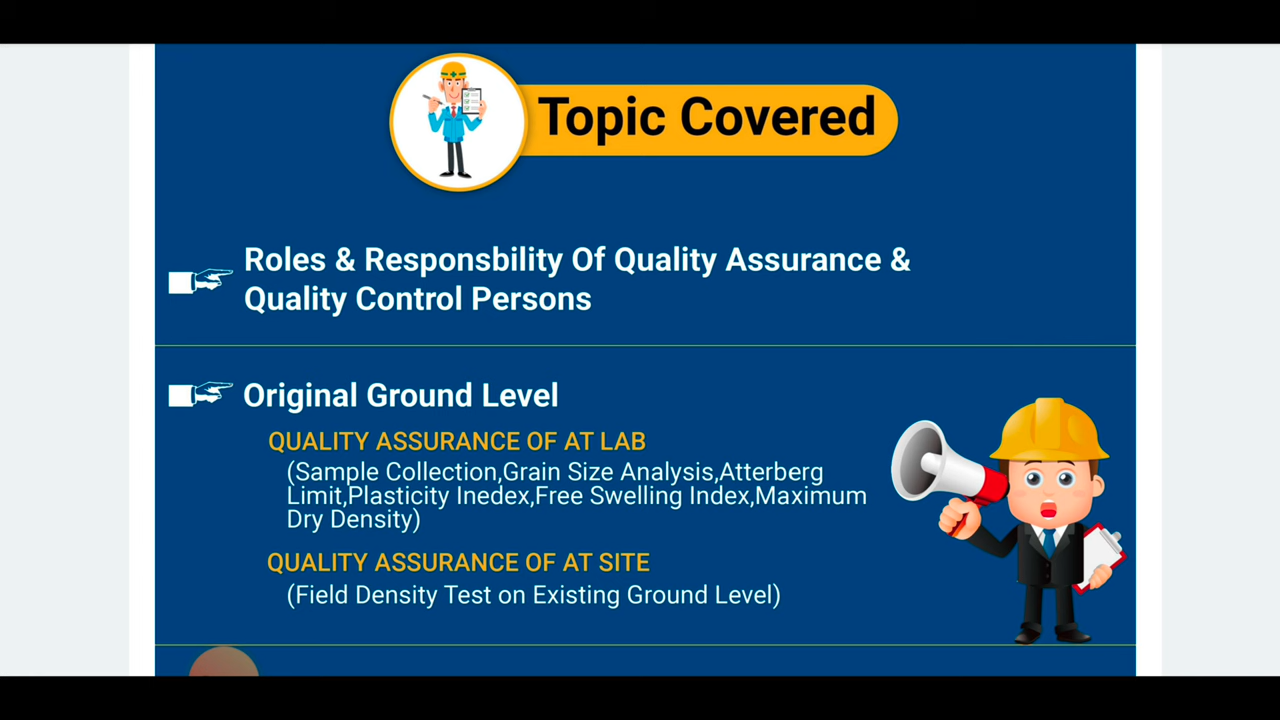 Topic Covered
Roles & Responsbility Of Quality Assurance &
Quality Control Persons
Original Ground Level
QUALITY ASSURANCE OF AT LAB
(Sample Collection,Grain Size Analysis,Atterberg
Limit,Plasticity Inedex,Free Swelling Index,Maximum
Dry Density)
QUALITY ASSURANCE OF AT SITE
(Field Density Test on Existing Ground Level)